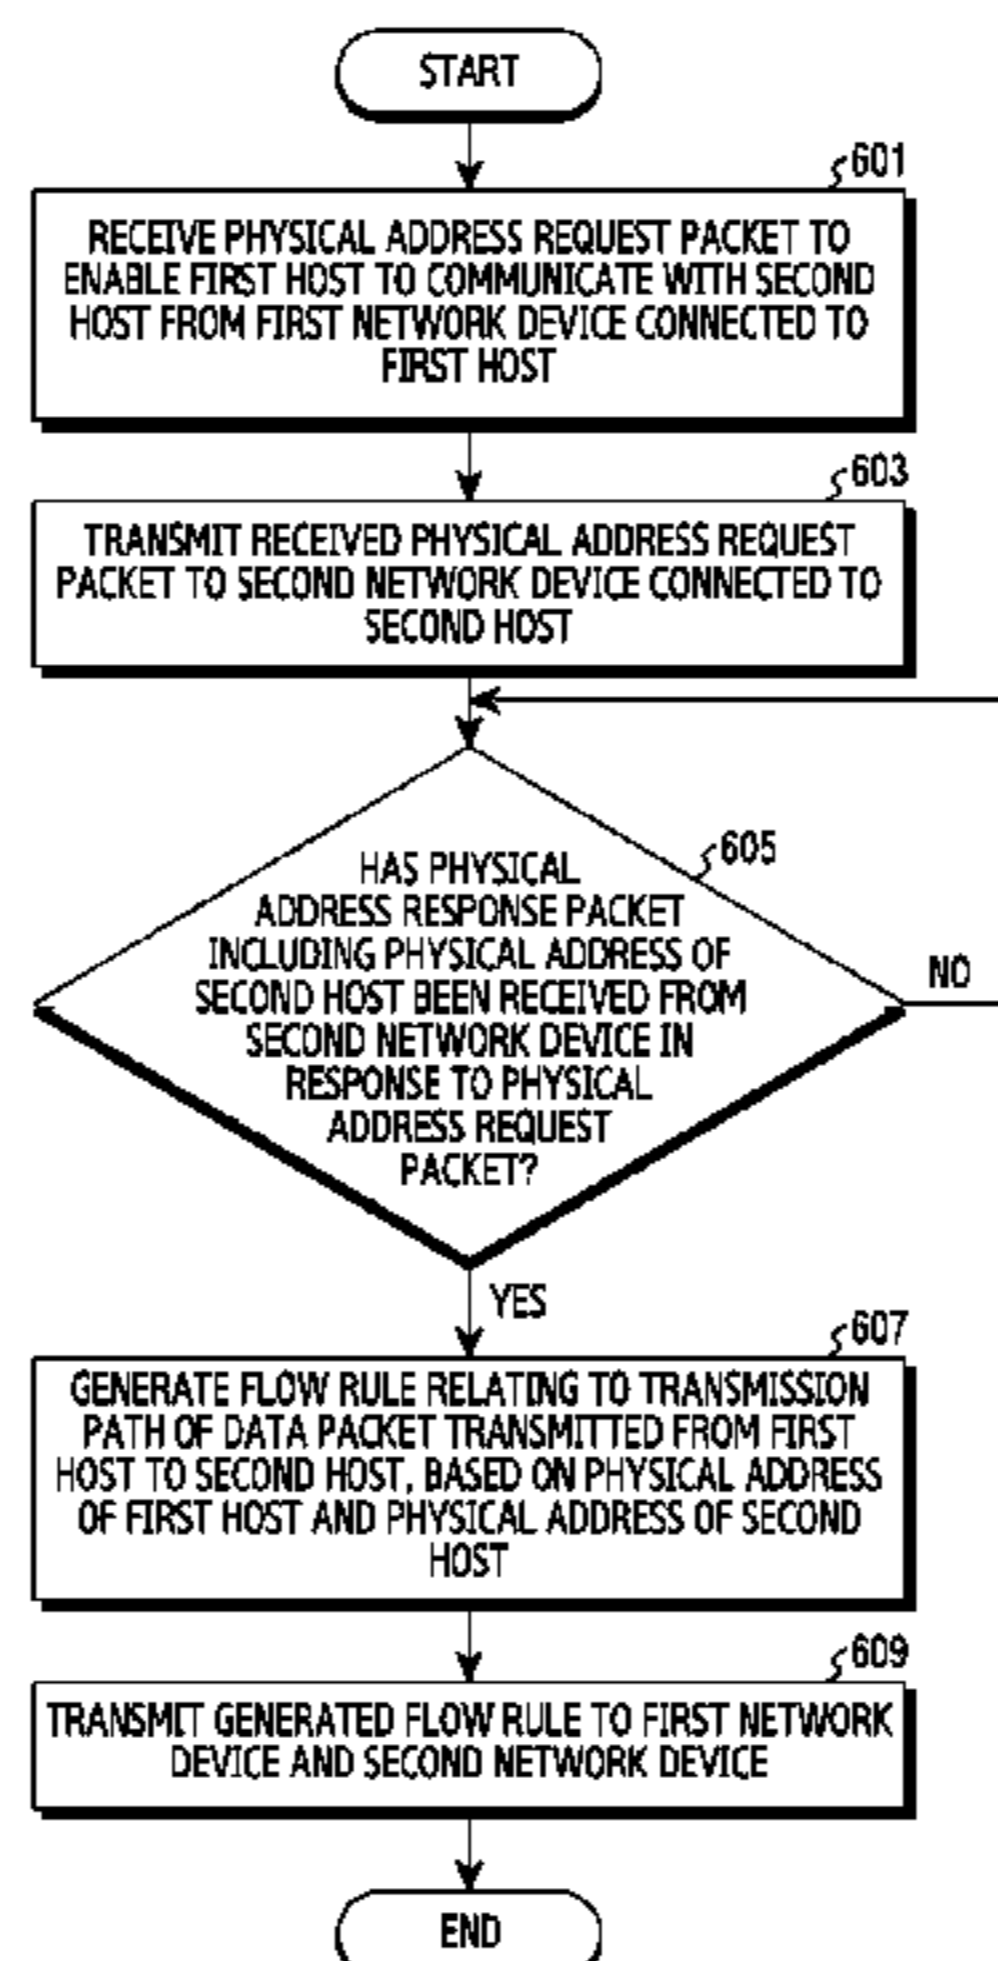 START
601
RECEIVE PHYSICAL ADDRESS REQUEST PACKET TO
ENABLE FIRST HOST TO COMMUNICATE WITH SECOND
HOST FROM FIRST NETWORK DEVICE CONNECTED TO
FIRST HOST
603
TRANSMIT RECEIVED PHYSICAL ADDRESS REQUEST
PACKET TO SECOND NETWORK DEVICE CONNECTED TO
SECOND HOST
605
HAS PHYSICAL
ADDRESS RESPONSE PACKET
INCLUDING PHYSICAL ADDRESS OF
SECOND HOST BEEN RECEIVED FROM
SECOND NETWORK DEVICE IN
RESPONSE TO PHYSICAL
ADDRESS REQUEST
PACKET?
NO
YES
607
GENERATE FLOW RULE RELATING TO TRANSMISSION
PATH OF DATA PACKET TRANSMITTED FROM FIRST
HOST TO SECOND HOST, BASED ON PHYSICAL ADDRESS
OF FIRST HOST AND PHYSICAL ADDRESS OF SECOND
HOST
609
TRANSMIT GENERATED FLOW RULE TO FIRST NETWORK
DEVICE AND SECOND NETWORK DEVICE
END